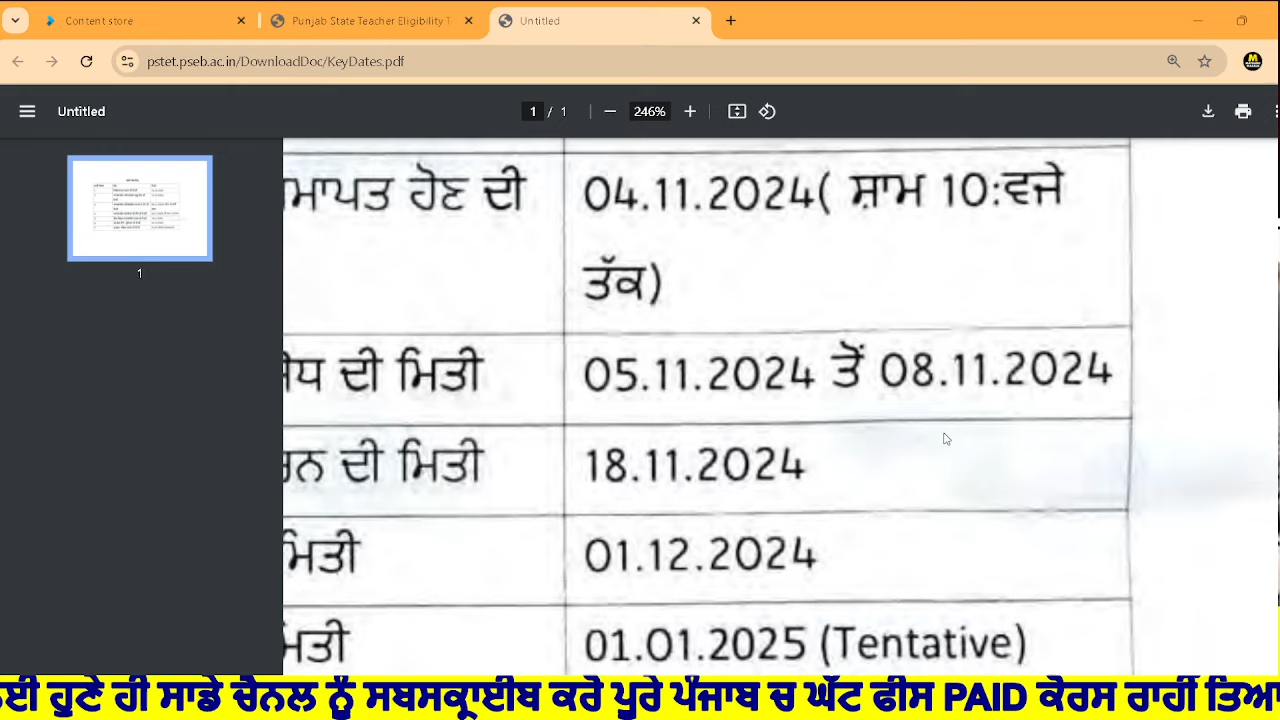 Content store
Punjab State Teacher Eligibility T
Untitled
pstet.pseb.ac.in/DownloadDoc/KeyDates.pdf
Untitled
1 / 1
246%
ਮਾਪਤ ਹੋਣ ਦੀ
04.11.2024( ਸ਼ਾਮ 10:ਵਜੇ
ਤੱਕ)
ਦੀ ਮਿਤੀ
05.11.2024 ਤੋਂ 08.11.2024
ਦੀ ਮਿਤੀ
18.11.2024
ਮਿਤੀ
01.12.2024
ਮਿਤੀ
01.01.2025 (Tentative)
1
ਹੁਣੇ ਹੀ ਸਾਡੇ ਚੈਨਲ ਨੂੰ ਸਬਸਕ੍ਰਾਈਬ ਕਰੋ ਪੂਰੇ ਪੰਜਾਬ ਚ ਘੱਟ ਫੀਸ PAID ਕੋਰਸ ਰਾਹੀਂ ਤਿਆ